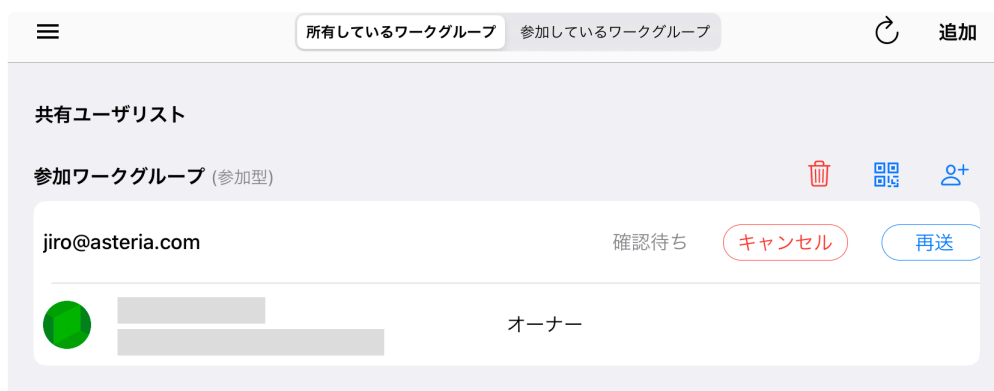 所有しているワークグループ 参加しているワークグループ 追加
共有ユーザリスト
参加ワークグループ (参加型)
jiro@asteria.com 確認待ち キャンセル 再送
オーナー